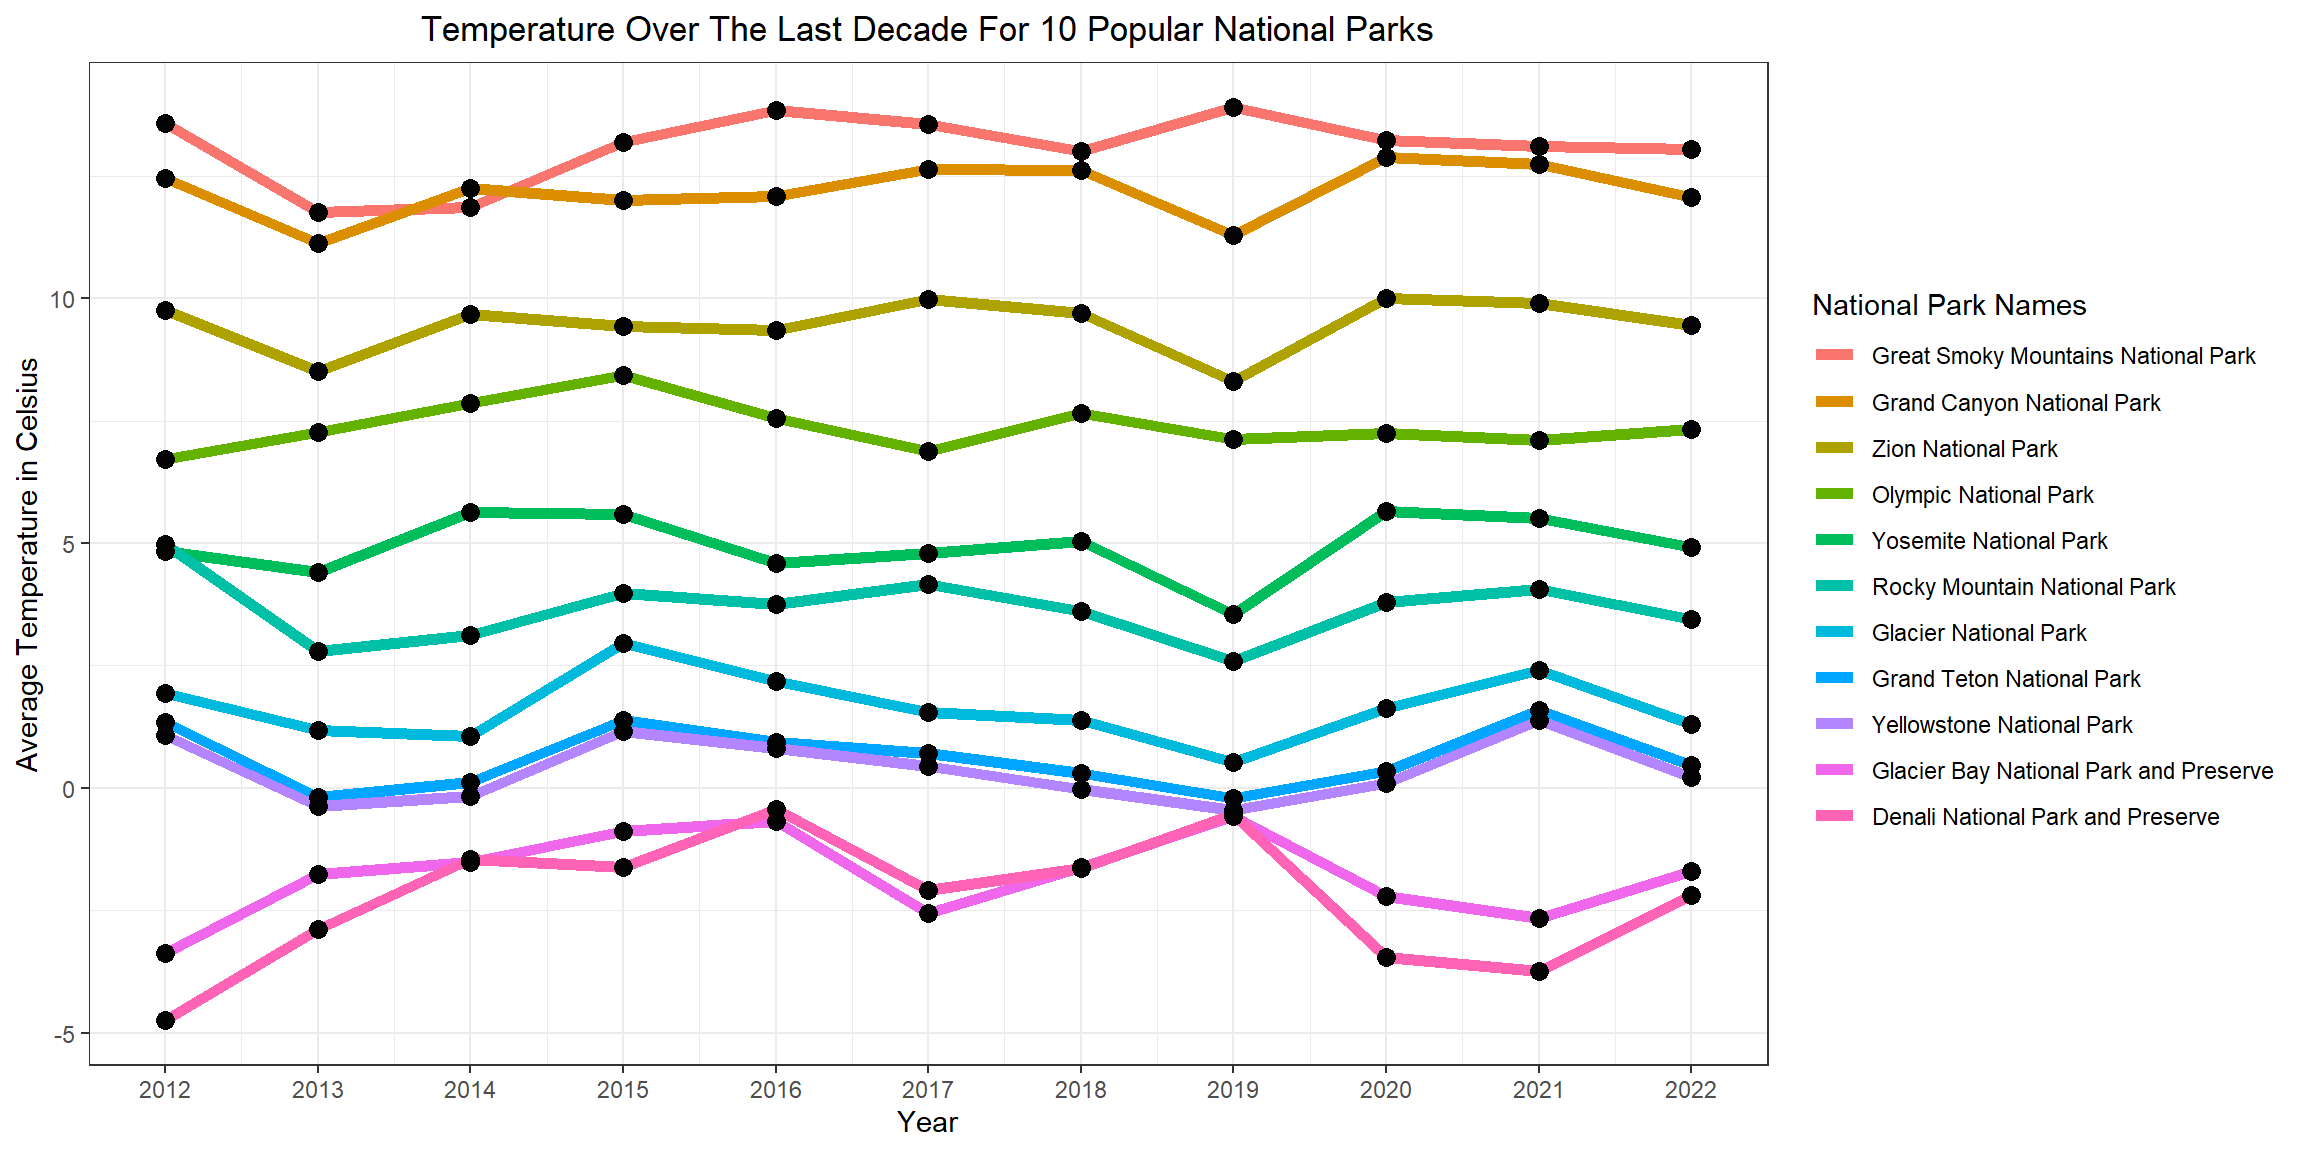 Temperature Over The Last Decade For 10 Popular National Parks
Average Temperature in Celsius
10
5
0
-5
2012 2013 2014 2015 2016 2017 2018 2019 2020 2021 2022
Year
National Park Names
Great Smoky Mountains National Park
Grand Canyon National Park
Zion National Park
Olympic National Park
Yosemite National Park
Rocky Mountain National Park
Glacier National Park
Grand Teton National Park
Yellowstone National Park
Glacier Bay National Park and Preserve
Denali National Park and Preserve